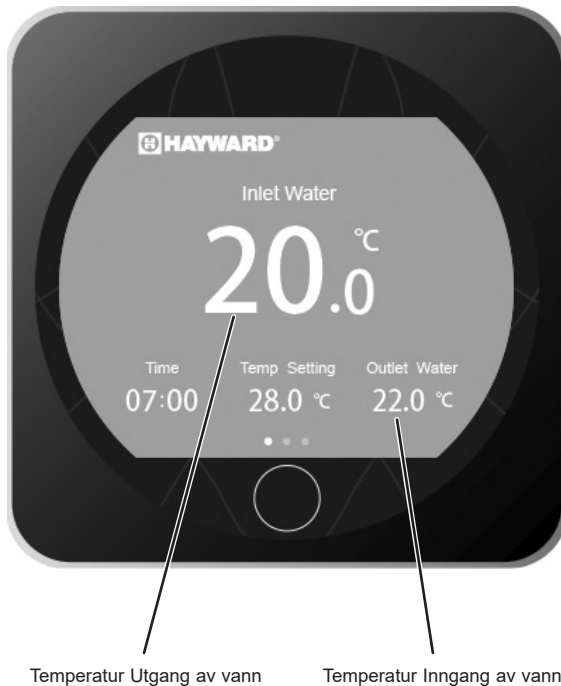 HAYWARD®
Inlet Water
20.0 °C
Time Temp Setting Outlet Water
07:00 28.0 °C 22.0 °C
Temperatur Utgang av vann Temperatur Inngang av vann